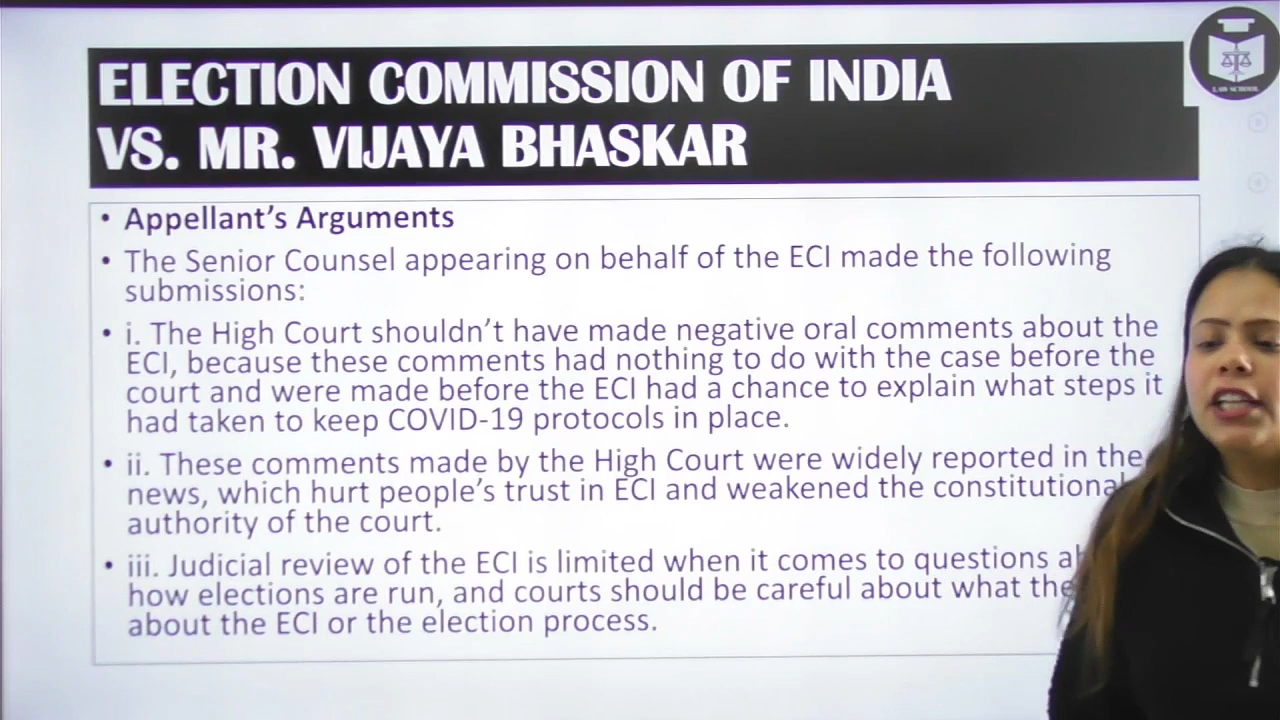 ELECTION COMMISSION OF INDIA
VS. MR. VIJAYA BHASKAR
LAW SCHOOL
• Appellant's Arguments
• The Senior Counsel appearing on behalf of the ECI made the following
submissions:
• i. The High Court shouldn't have made negative oral comments about the
ECI, because these comments had nothing to do with the case before the
court and were made before the ECI had a chance to explain what steps it
had taken to keep COVID-19 protocols in place.
• ii. These comments made by the High Court were widely reported in the
news, which hurt people's trust in ECI and weakened the constitutional
authority of the court.
• iii. Judicial review of the ECI is limited when it comes to questions
how elections are run, and courts should be careful about what
about the ECI or the election process.